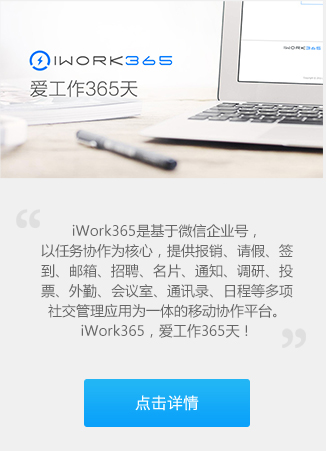 IWORK365
爱工作365天
IWORK365
“
iWork365是基于微信企业号，
以任务协作为核心，提供报销、请假、签
到、邮箱、招聘、名片、通知、调研、投
票、外勤、会议室、通讯录、日程等多项
社交管理应用为一体的移动协作平台。
iWork365，爱工作365天！
”
点击详情